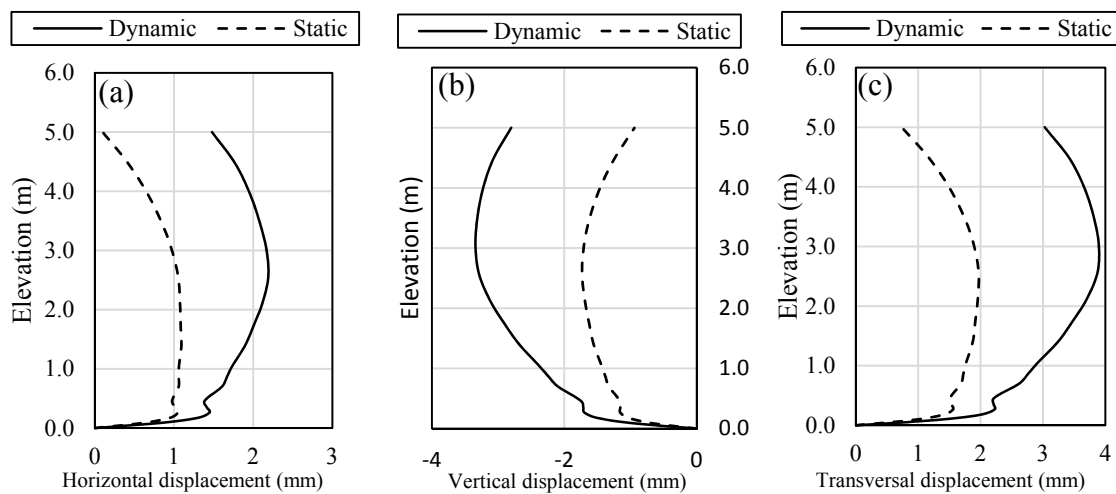 Dynamic Static
(a)
6.0
5.0
4.0
3.0
2.0
1.0
0.0
Elevation (m)
0 1 2 3
Horizontal displacement (mm)
Dynamic Static
(b)
Elevation (m)
6.0
5.0
4.0
3.0
2.0
1.0
0.0
-4 -2 0
Vertical displacement (mm)
Dynamic Static
(c)
6.0
5.0
4.0
3.0
2.0
1.0
0.0
Elevation (m)
0 1 2 3 4
Transversal displacement (mm)